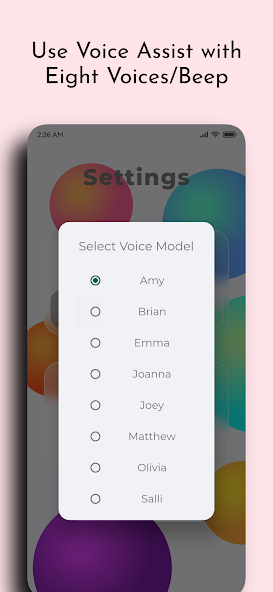 Use Voice Assist with
Eight Voices/Beep
2:36 AM
Settings
Select Voice Model
Amy
Brian
Emma
Joanna
Joey
Matthew
Olivia
Salli